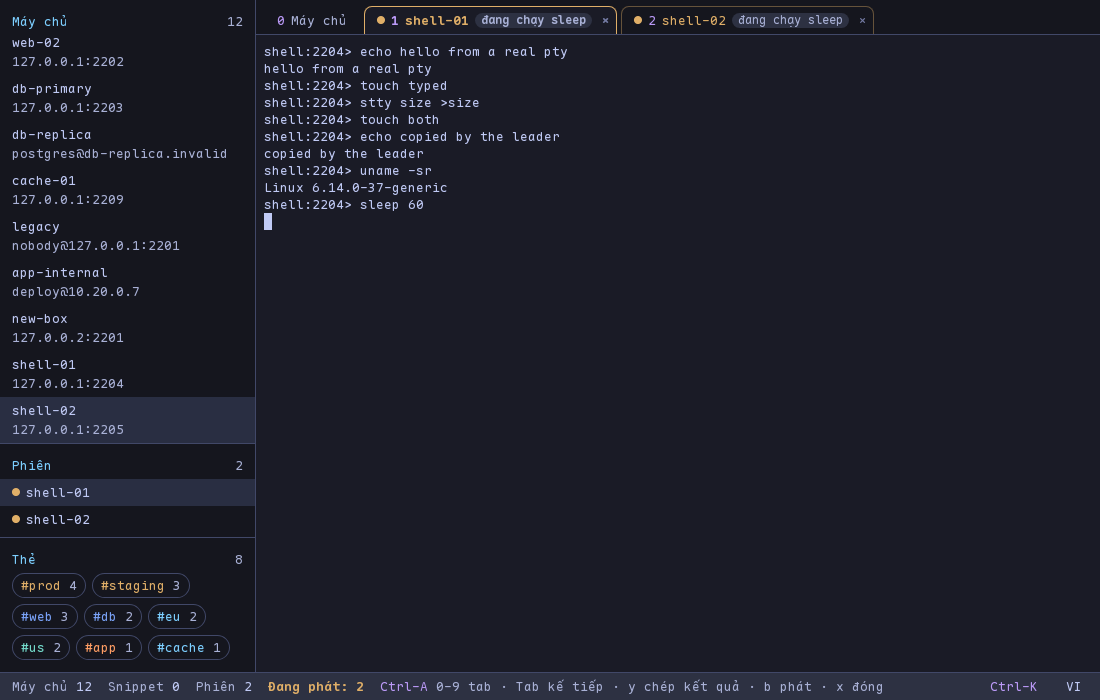 Máy chủ 12
web-02
127.0.0.1:2202
db-primary
127.0.0.1:2203
db-replica
postgres@db-replica.invalid
cache-01
127.0.0.1:2209
legacy
nobody@127.0.0.1:2201
app-internal
deploy@10.20.0.7
new-box
127.0.0.2:2201
shell-01
127.0.0.1:2204
shell-02
127.0.0.1:2205
Phiên 2
shell-01
shell-02
Thẻ 8
#prod 4 #staging 3
#web 3 #db 2 #eu 2
#us 2 #app 1 #cache 1
0 Máy chủ 1 shell-01 đang chạy sleep × 2 shell-02 đang chạy sleep ×
shell:2204> echo hello from a real pty
hello from a real pty
shell:2204> touch typed
shell:2204> stty size >size
shell:2204> touch both
shell:2204> echo copied by the leader
copied by the leader
shell:2204> uname -sr
Linux 6.14.0-37-generic
shell:2204> sleep 60
Máy chủ 12 Snippet 0 Phiên 2 Đang phát: 2 Ctrl-A 0-9 tab · Tab kế tiếp · y chép kết quả · b phát · x đóng Ctrl-K VI